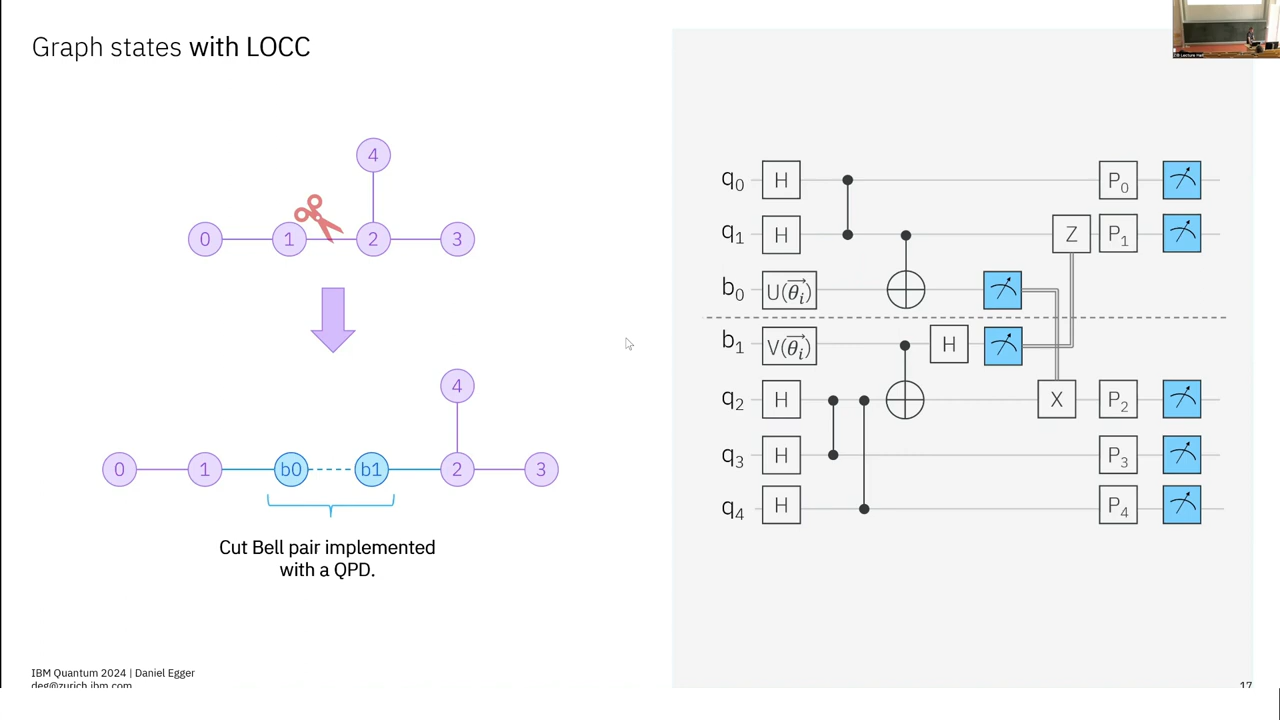 Graph states with LOCC
4
0 1 2 3
4
0 1 b0 b1 2 3
Cut Bell pair implemented
with a QPD.
q₀ H P₀
q₁ H Z P₁
b₀ U(θ⃗ᵢ)
b₁ V(θ⃗ᵢ) H
q₂ H X P₂
q₃ H P₃
q₄ H P₄
IBM Quantum 2024 | Daniel Egger
deg@zurich.ibm.com
17